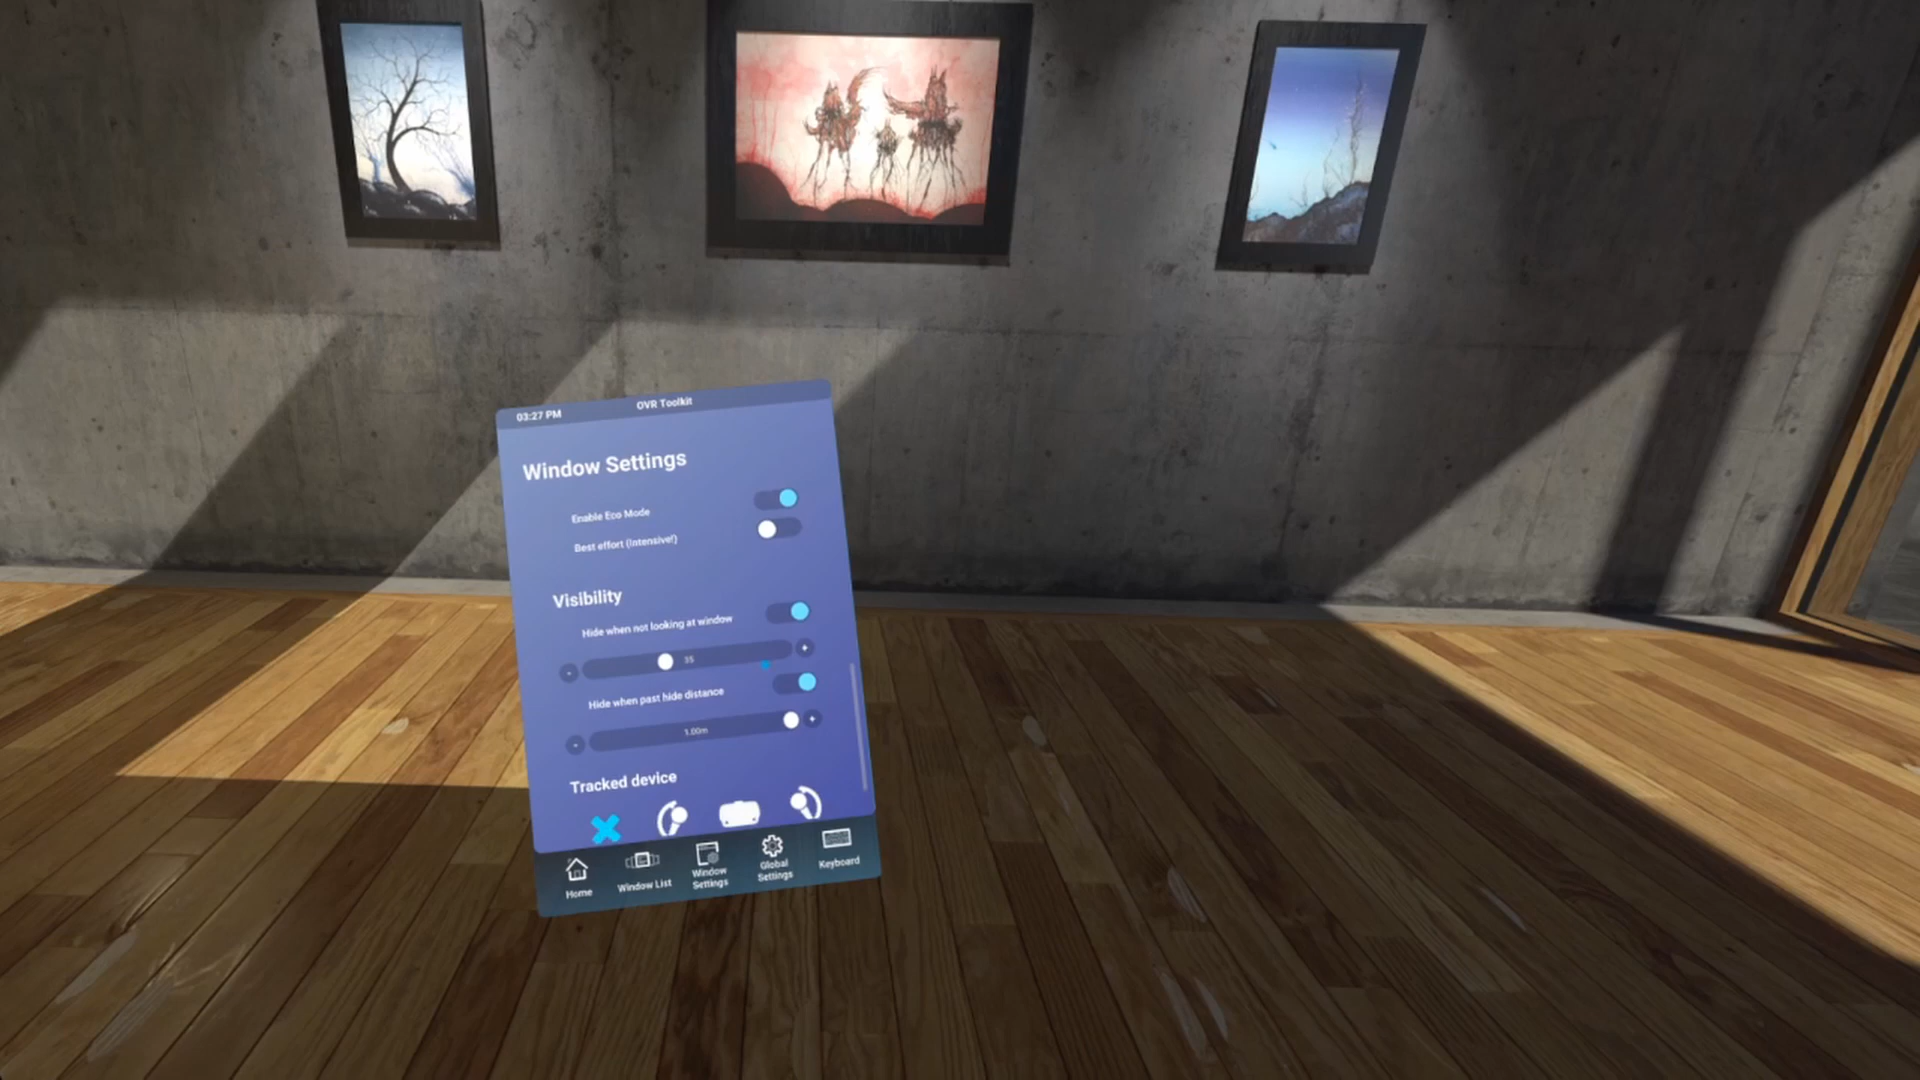 03:27 PM
OVR Toolkit
Window Settings
Enable Eco Mode
Best effort (Intensive!)
Visibility
Hide when not looking at window
- 35 +
Hide when past hide distance
- 1.00m +
Tracked device
Home
Window List
Window Settings
Global Settings
Keyboard